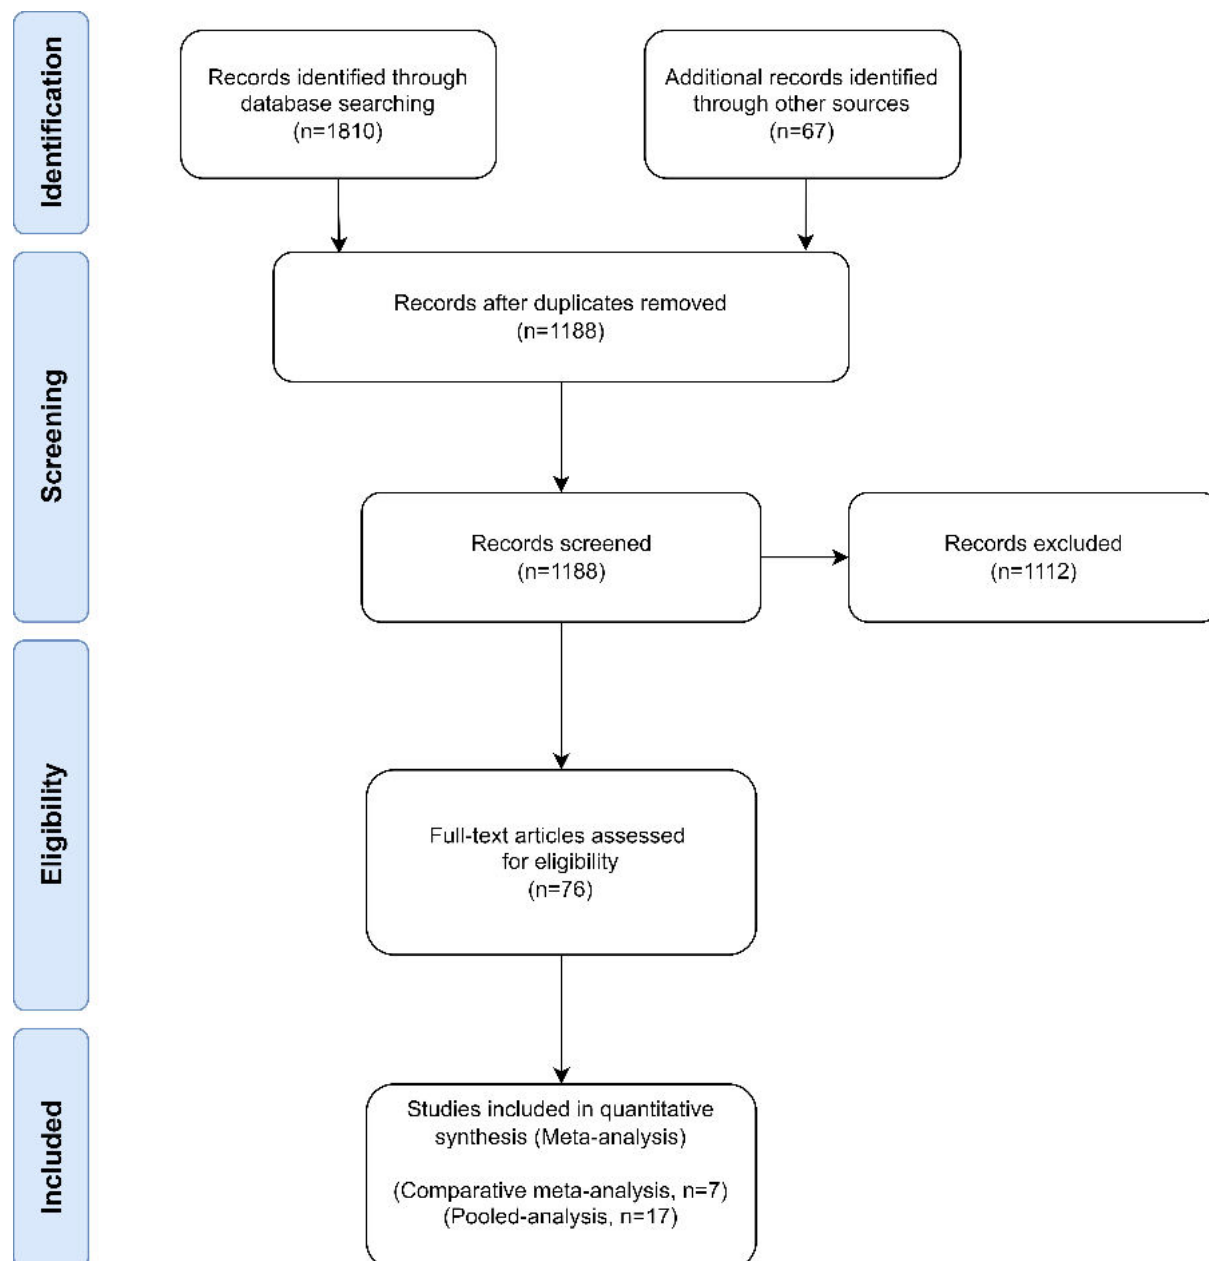 Identification
Records identified through
database searching
(n=1810)
Additional records identified
through other sources
(n=67)
Screening
Records after duplicates removed
(n=1188)
Records screened
(n=1188)
Records excluded
(n=1112)
Eligibility
Full-text articles assessed
for eligibility
(n=76)
Included
Studies included in quantitative
synthesis (Meta-analysis)
(Comparative meta-analysis, n=7)
(Pooled-analysis, n=17)